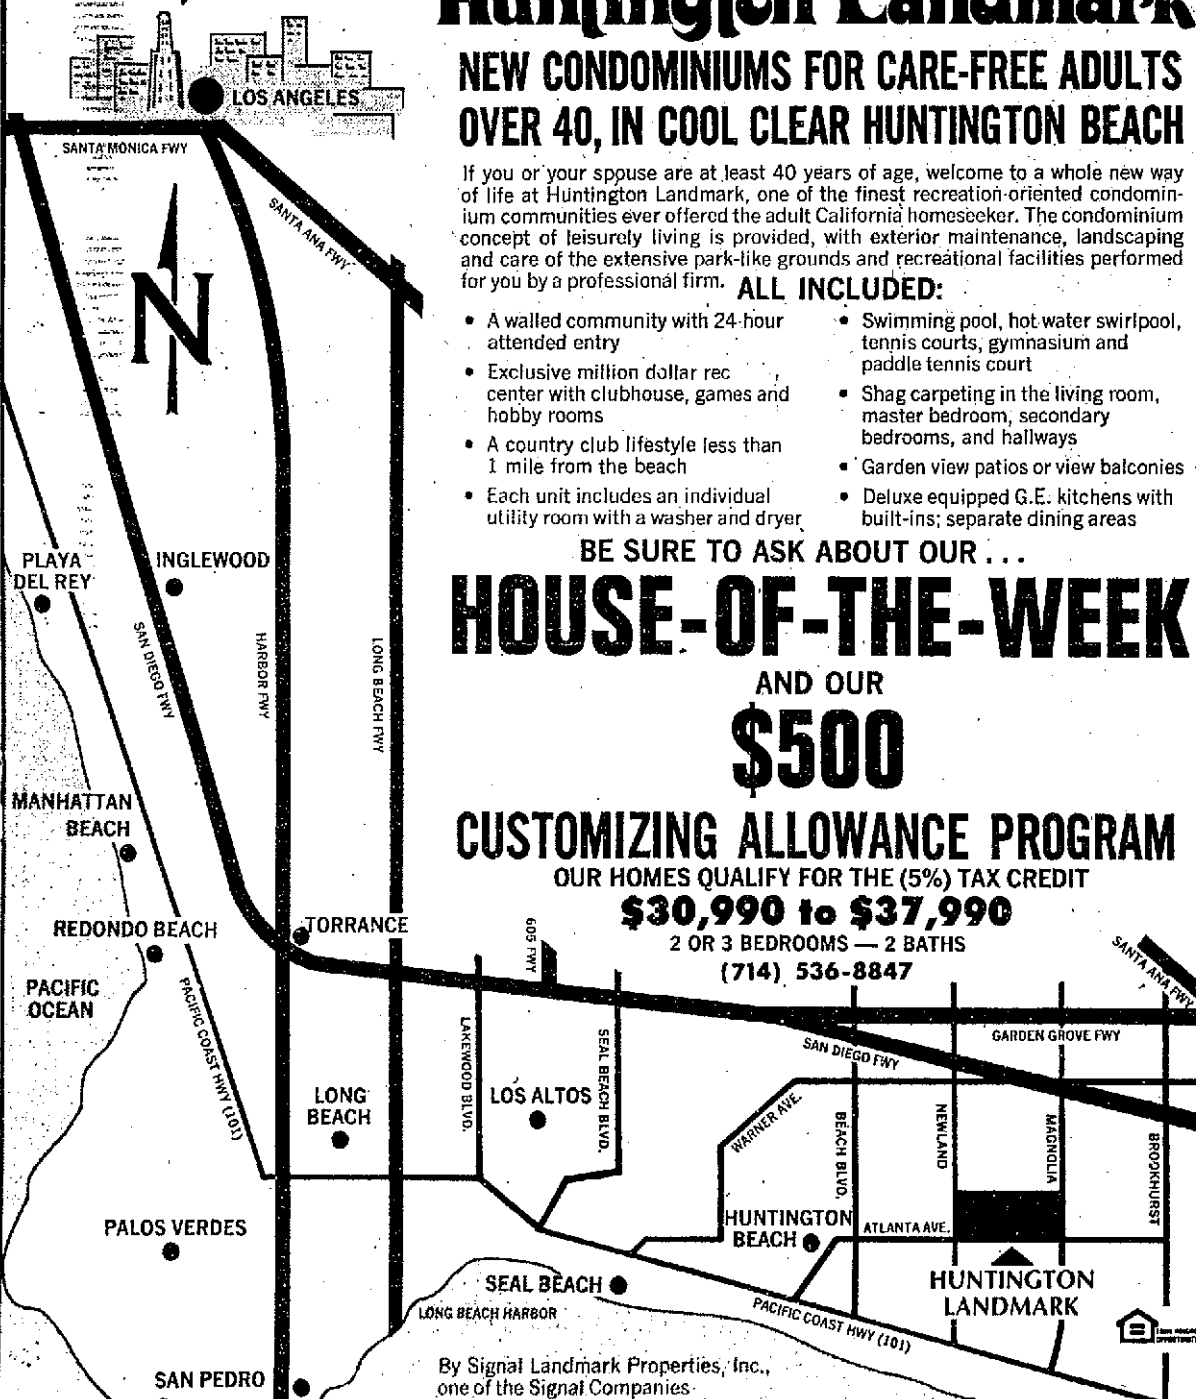 Huntington Landmark
NEW CONDOMINIUMS FOR CARE-FREE ADULTS
OVER 40, IN COOL CLEAR HUNTINGTON BEACH
If you or your spouse are at least 40 years of age, welcome to a whole new way
of life at Huntington Landmark, one of the finest recreation-oriented condomin-
ium communities ever offered the adult California homeseeker. The condominium
concept of leisurely living is provided, with exterior maintenance, landscaping
and care of the extensive park-like grounds and recreational facilities performed
for you by a professional firm.
ALL INCLUDED:
• A walled community with 24-hour
attended entry
• Exclusive million dollar rec
center with clubhouse, games and
hobby rooms
• A country club lifestyle less than
1 mile from the beach
• Each unit includes an individual
utility room with a washer and dryer
• Swimming pool, hot water swirlpool,
tennis courts, gymnasium and
paddle tennis court
• Shag carpeting in the living room,
master bedroom, secondary
bedrooms, and hallways
• Garden view patios or view balconies
• Deluxe equipped G.E. kitchens with
built-ins; separate dining areas
BE SURE TO ASK ABOUT OUR . . .
HOUSE-OF-THE-WEEK
AND OUR
$500
CUSTOMIZING ALLOWANCE PROGRAM
OUR HOMES QUALIFY FOR THE (5%) TAX CREDIT
$30,990 to $37,990
2 OR 3 BEDROOMS — 2 BATHS
(714) 536-8847
LOS ANGELES
SANTA MONICA FWY
SANTA ANA FWY.
N
PLAYA
DEL REY
INGLEWOOD
SAN DIEGO FWY
HARBOR FWY
LONG BEACH FWY
MANHATTAN
BEACH
REDONDO BEACH
TORRANCE
605 FWY
SANTA ANA FWY
PACIFIC
OCEAN
PACIFIC COAST HWY (101)
LAKEWOOD BLVD.
SEAL BEACH BLVD.
GARDEN GROVE FWY
SAN DIEGO FWY
LONG
BEACH
LOS ALTOS
WARNER AVE.
BEACH BLVD.
NEWLAND
MAGNOLIA
BROOKHURST
PALOS VERDES
HUNTINGTON
BEACH
ATLANTA AVE.
SEAL BEACH
HUNTINGTON
LANDMARK
LONG BEACH HARBOR
PACIFIC COAST HWY (101)
SAN PEDRO
By Signal Landmark Properties, Inc.,
one of the Signal Companies